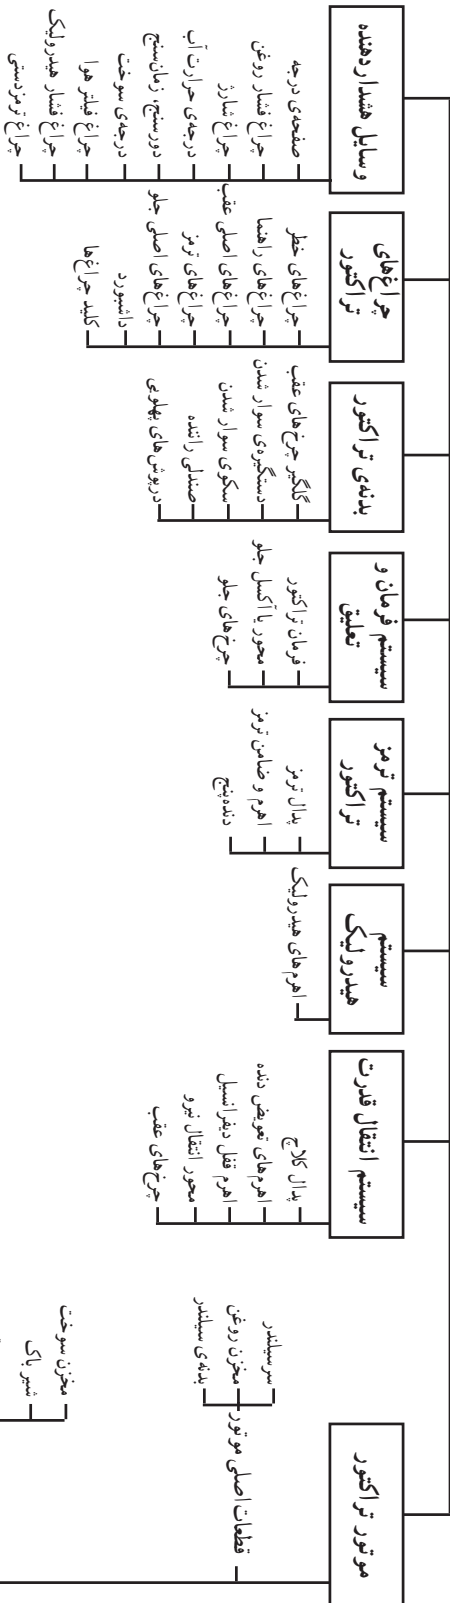 وسایل هشدار دهنده
صفحه‌ی درجه
چراغ فشار روغن
چراغ شارژ
درجه‌ی حرارت آب
دورسنج، زمان‌سنج
درجه‌ی سوخت
چراغ فیلتر هوا
چراغ فشار هیدرولیک
چراغ ترمزدستی
چراغ‌های
تراکتور
چراغ‌های خطر
چراغ‌های راهنما
چراغ‌های اصلی عقب
چراغ‌های ترمز
چراغ‌های اصلی جلو
داشبورد
کلید چراغ‌ها
بدنه‌ی تراکتور
گلگیر چرخ‌های عقب
دستگیره‌ی سوار شدن
سکوی سوار شدن
صندلی راننده
درپوش‌های پهلویی
سیستم فرمان و
تعلیق
فرمان تراکتور
محور یا آکسل جلو
چرخ‌های جلو
سیستم ترمز
تراکتور
پدال ترمز
اهرم و ضامن ترمز
دنده‌پنج
سیستم
هیدرولیک
اهرم‌های هیدرولیک
سیستم انتقال قدرت
پدال کلاچ
اهرم‌های تعویض دنده
اهرم قفل دیفرانسیل
محور انتقال نیرو
چرخ‌های عقب
موتور تراکتور
قطعات اصلی موتور
سرسیلندر
مخزن روغن
بدنه‌ی سیلندر
مخزن سوخت
شیر باک